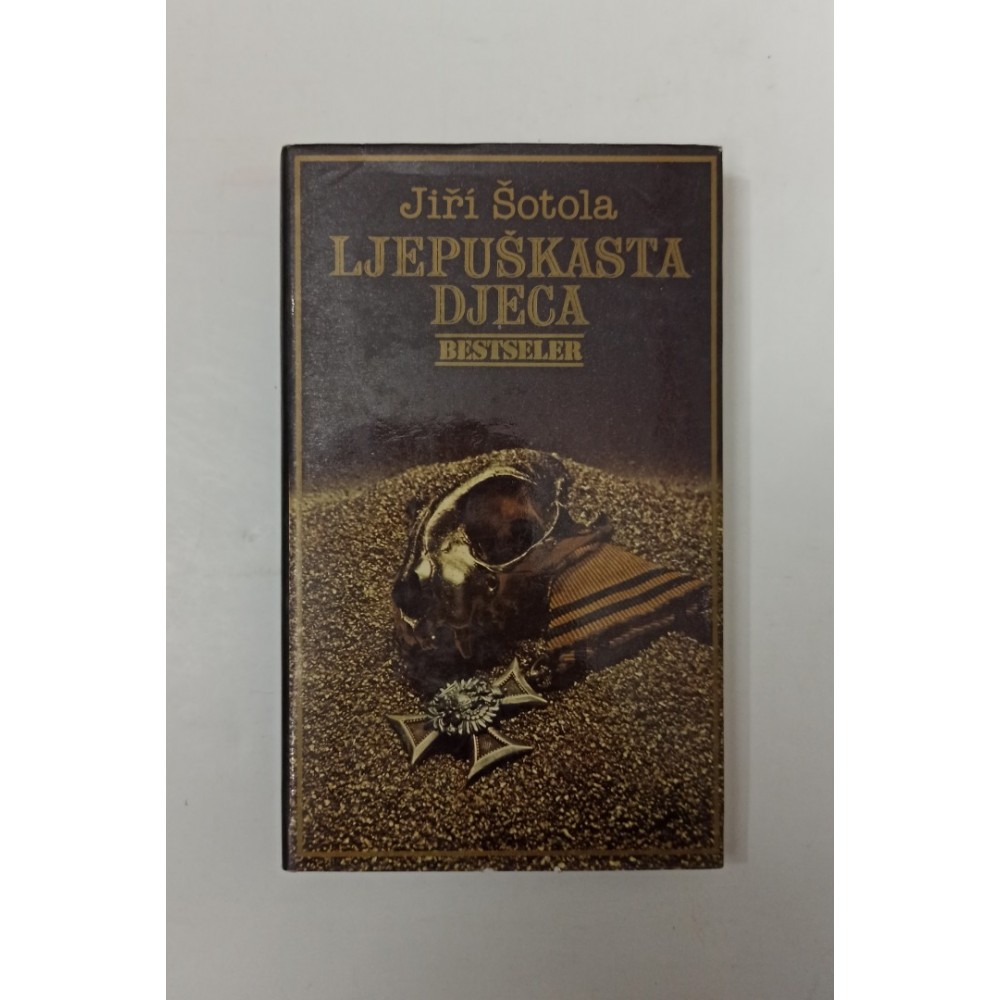 Jiří Šotola
LJEPUŠKASTA
DJECA
BESTSELER